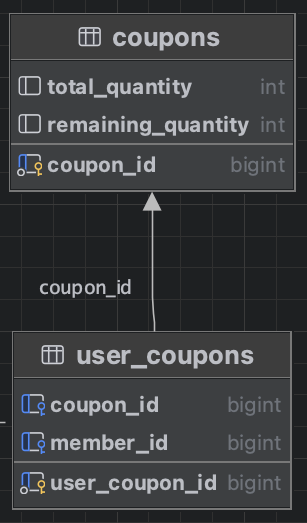 coupons
total_quantity int
remaining_quantity int
coupon_id bigint
coupon_id
user_coupons
coupon_id bigint
member_id bigint
user_coupon_id bigint